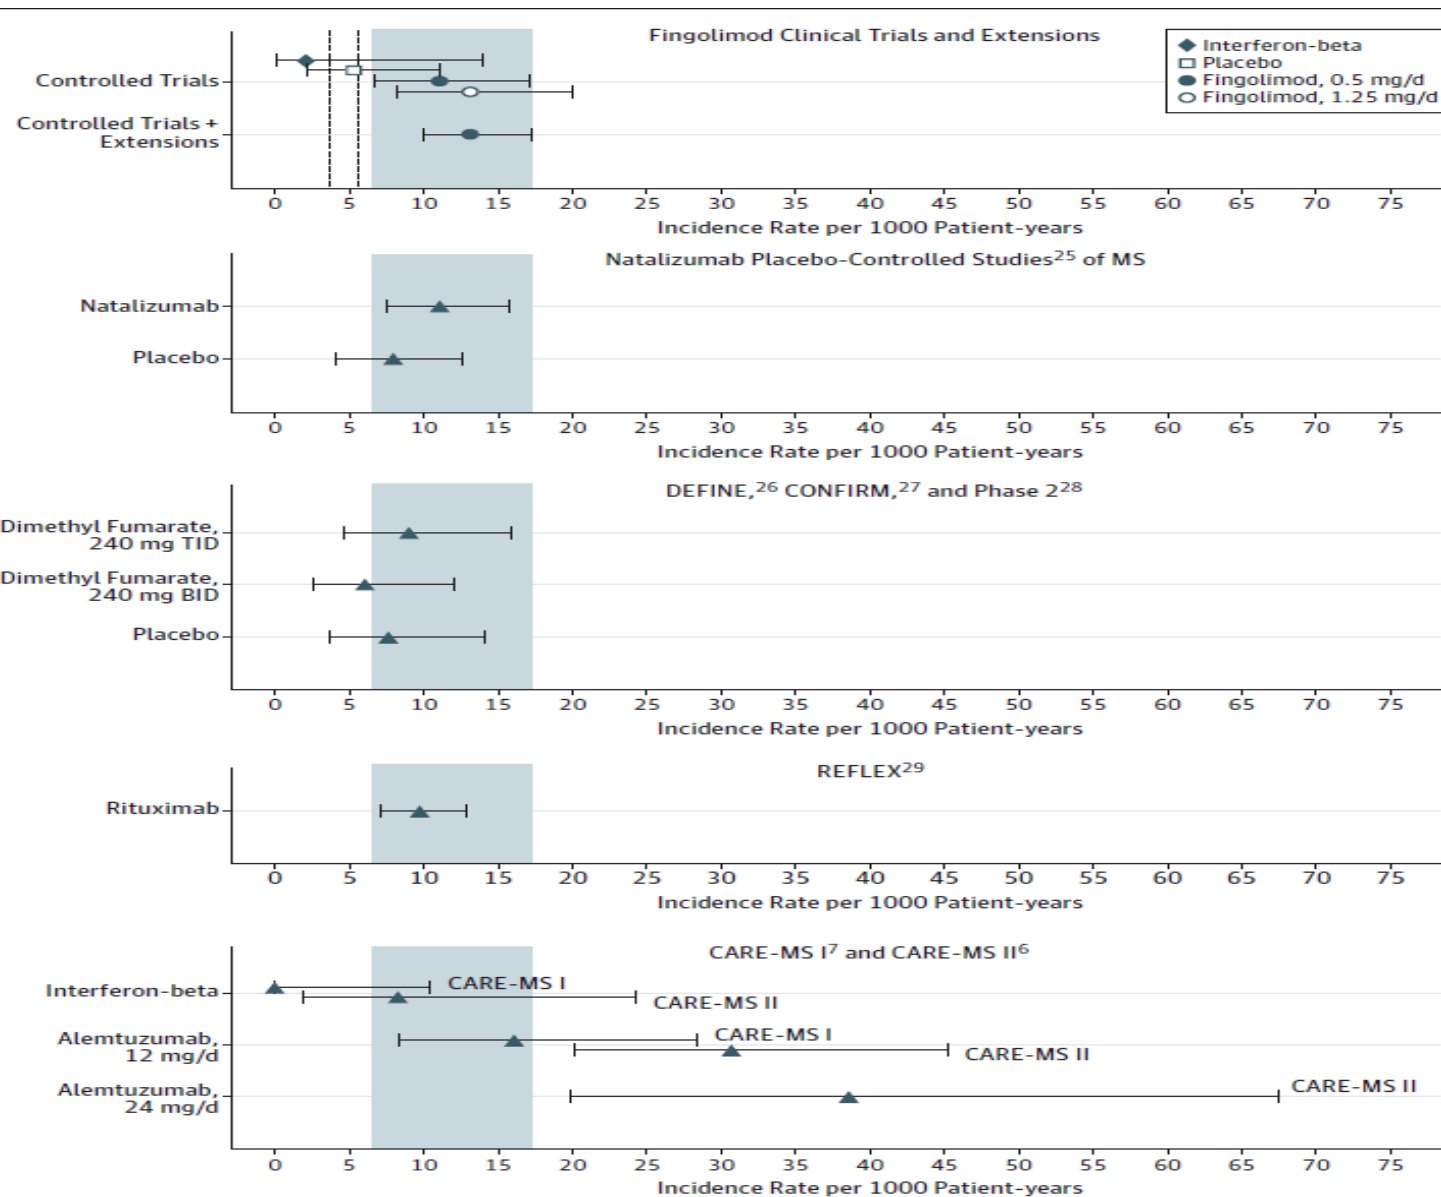 Fingolimod Clinical Trials and Extensions
Interferon-beta
Placebo
Fingolimod, 0.5 mg/d
Fingolimod, 1.25 mg/d
Controlled Trials
Controlled Trials +
Extensions
0 5 10 15 20 25 30 35 40 45 50 55 60 65 70 75
Incidence Rate per 1000 Patient-years
Natalizumab Placebo-Controlled Studies25 of MS
Natalizumab
Placebo
0 5 10 15 20 25 30 35 40 45 50 55 60 65 70 75
Incidence Rate per 1000 Patient-years
DEFINE,26 CONFIRM,27 and Phase 228
Dimethyl Fumarate,
240 mg TID
Dimethyl Fumarate,
240 mg BID
Placebo
0 5 10 15 20 25 30 35 40 45 50 55 60 65 70 75
Incidence Rate per 1000 Patient-years
REFLEX29
Rituximab
0 5 10 15 20 25 30 35 40 45 50 55 60 65 70 75
Incidence Rate per 1000 Patient-years
CARE-MS I7 and CARE-MS II6
Interferon-beta
CARE-MS I
CARE-MS II
Alemtuzumab,
12 mg/d
CARE-MS I
CARE-MS II
Alemtuzumab,
24 mg/d
CARE-MS II
0 5 10 15 20 25 30 35 40 45 50 55 60 65 70 75
Incidence Rate per 1000 Patient-years